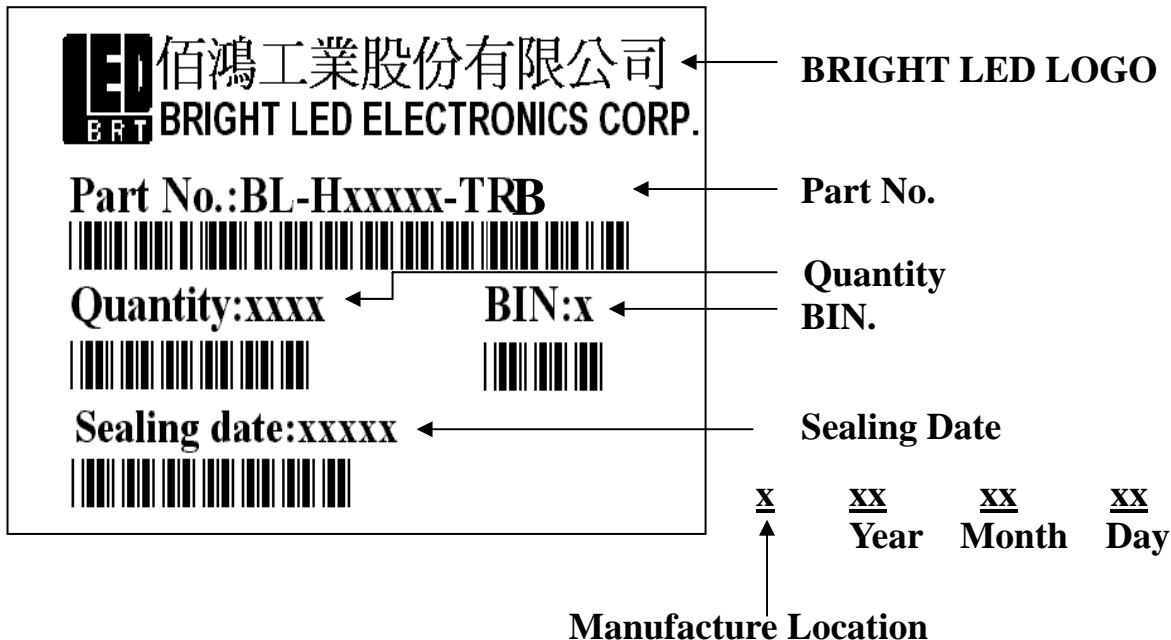 LED 佰鴻工業股份有限公司
BRT BRIGHT LED ELECTRONICS CORP.
BRIGHT LED LOGO
Part No.:BL-Hxxxxx-TRB
Part No.
Quantity:xxxx
BIN:x
Quantity
BIN.
Sealing date:xxxxx
Sealing Date
x xx xx xx
Year Month Day
Manufacture Location